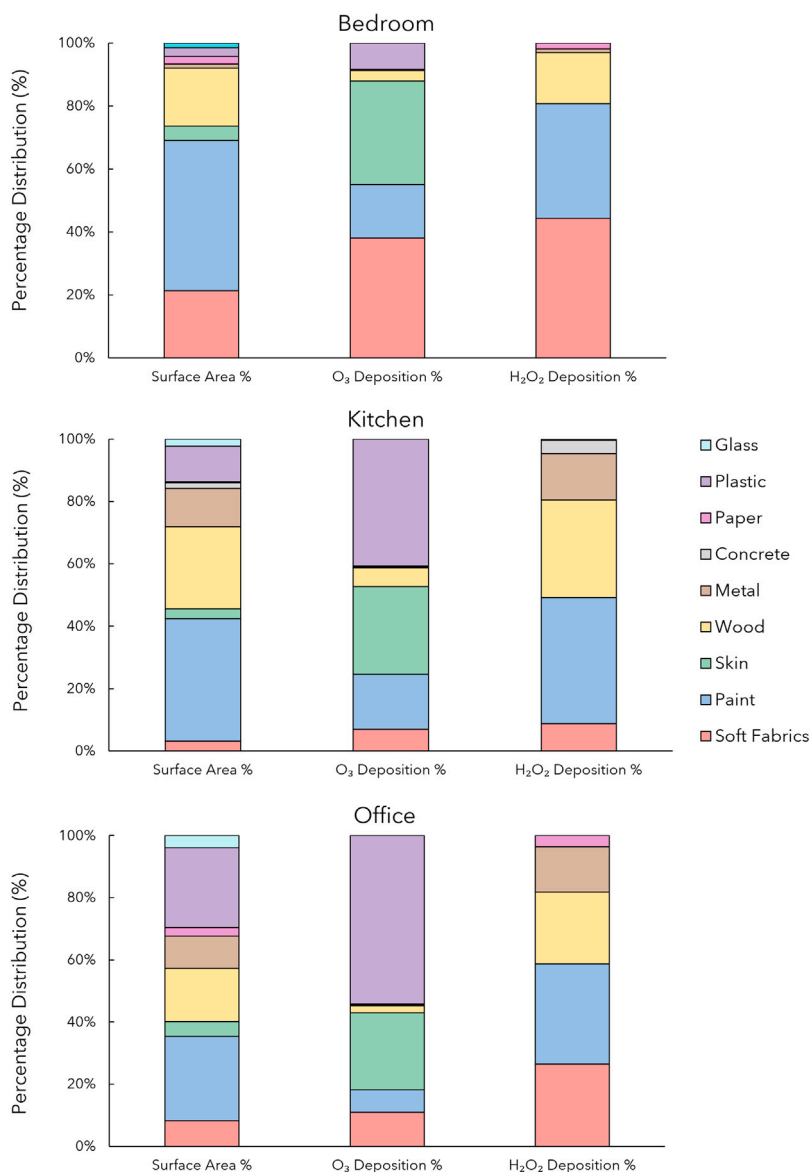 Bedroom
Percentage Distribution (%)
100%
80%
60%
40%
20%
0%
Surface Area %
O₃ Deposition %
H₂O₂ Deposition %
Kitchen
Percentage Distribution (%)
100%
80%
60%
40%
20%
0%
Surface Area %
O₃ Deposition %
H₂O₂ Deposition %
Glass
Plastic
Paper
Concrete
Metal
Wood
Skin
Paint
Soft Fabrics
Office
Percentage Distribution (%)
100%
80%
60%
40%
20%
0%
Surface Area %
O₃ Deposition %
H₂O₂ Deposition %